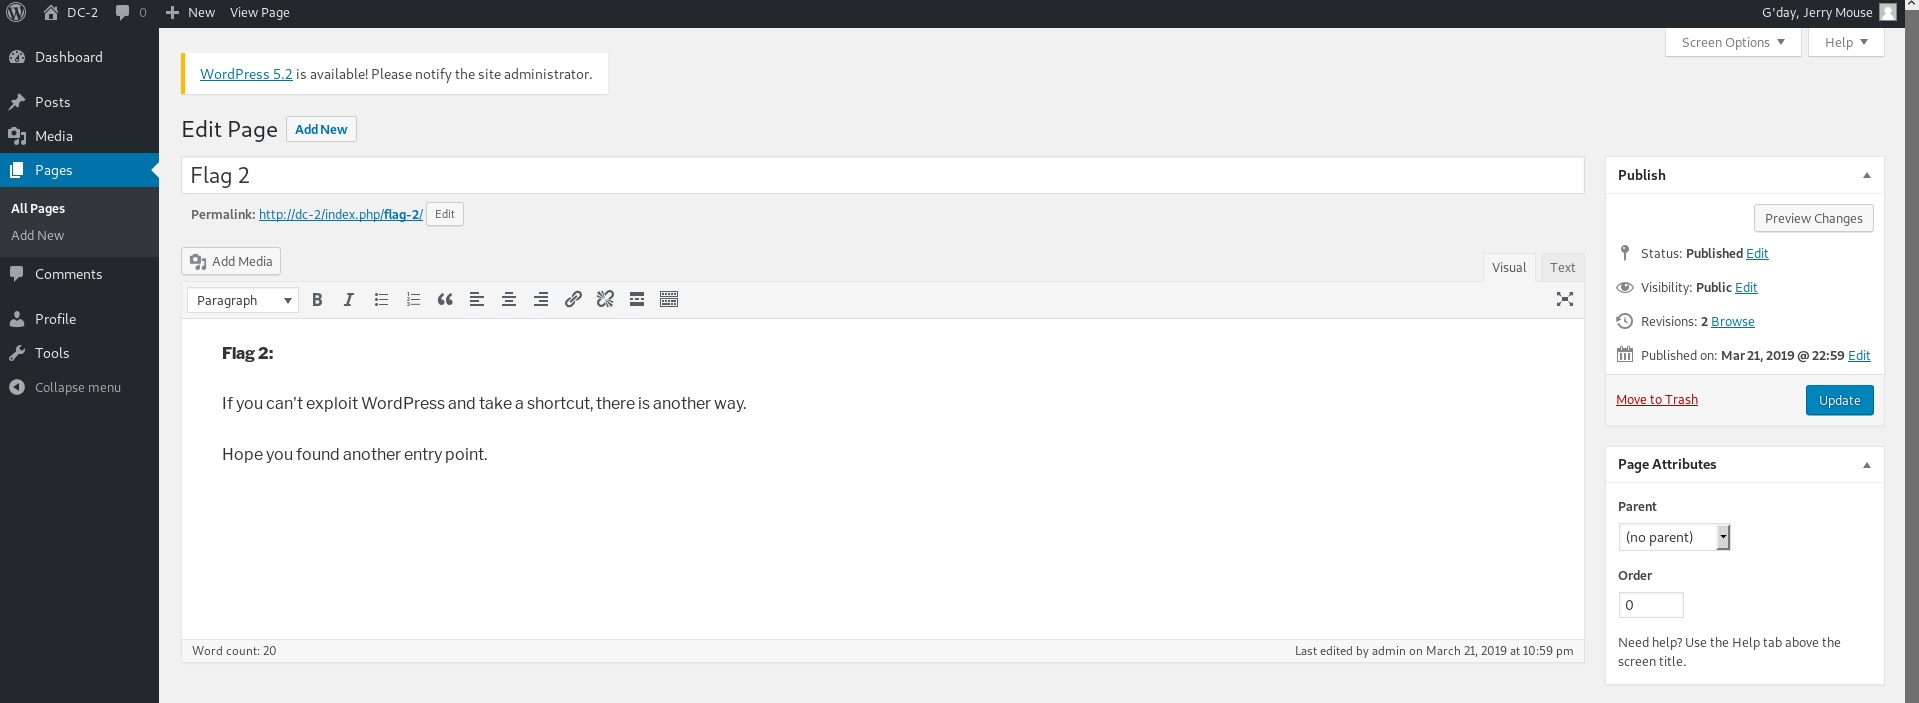 DC-2 0 New View Page G'day, Jerry Mouse
Screen Options Help
Dashboard
Posts
Media
Pages
All Pages
Add New
Comments
Profile
Tools
Collapse menu
WordPress 5.2 is available! Please notify the site administrator.
Edit Page Add New
Flag 2
Permalink: http://dc-2/index.php/flag-2/ Edit
Add Media Visual Text
Paragraph
Flag 2:
If you can't exploit WordPress and take a shortcut, there is another way.
Hope you found another entry point.
Word count: 20 Last edited by admin on March 21, 2019 at 10:59 pm
Publish
Preview Changes
Status: Published Edit
Visibility: Public Edit
Revisions: 2 Browse
Published on: Mar 21, 2019 @ 22:59 Edit
Move to Trash Update
Page Attributes
Parent
(no parent)
Order
0
Need help? Use the Help tab above the
screen title.